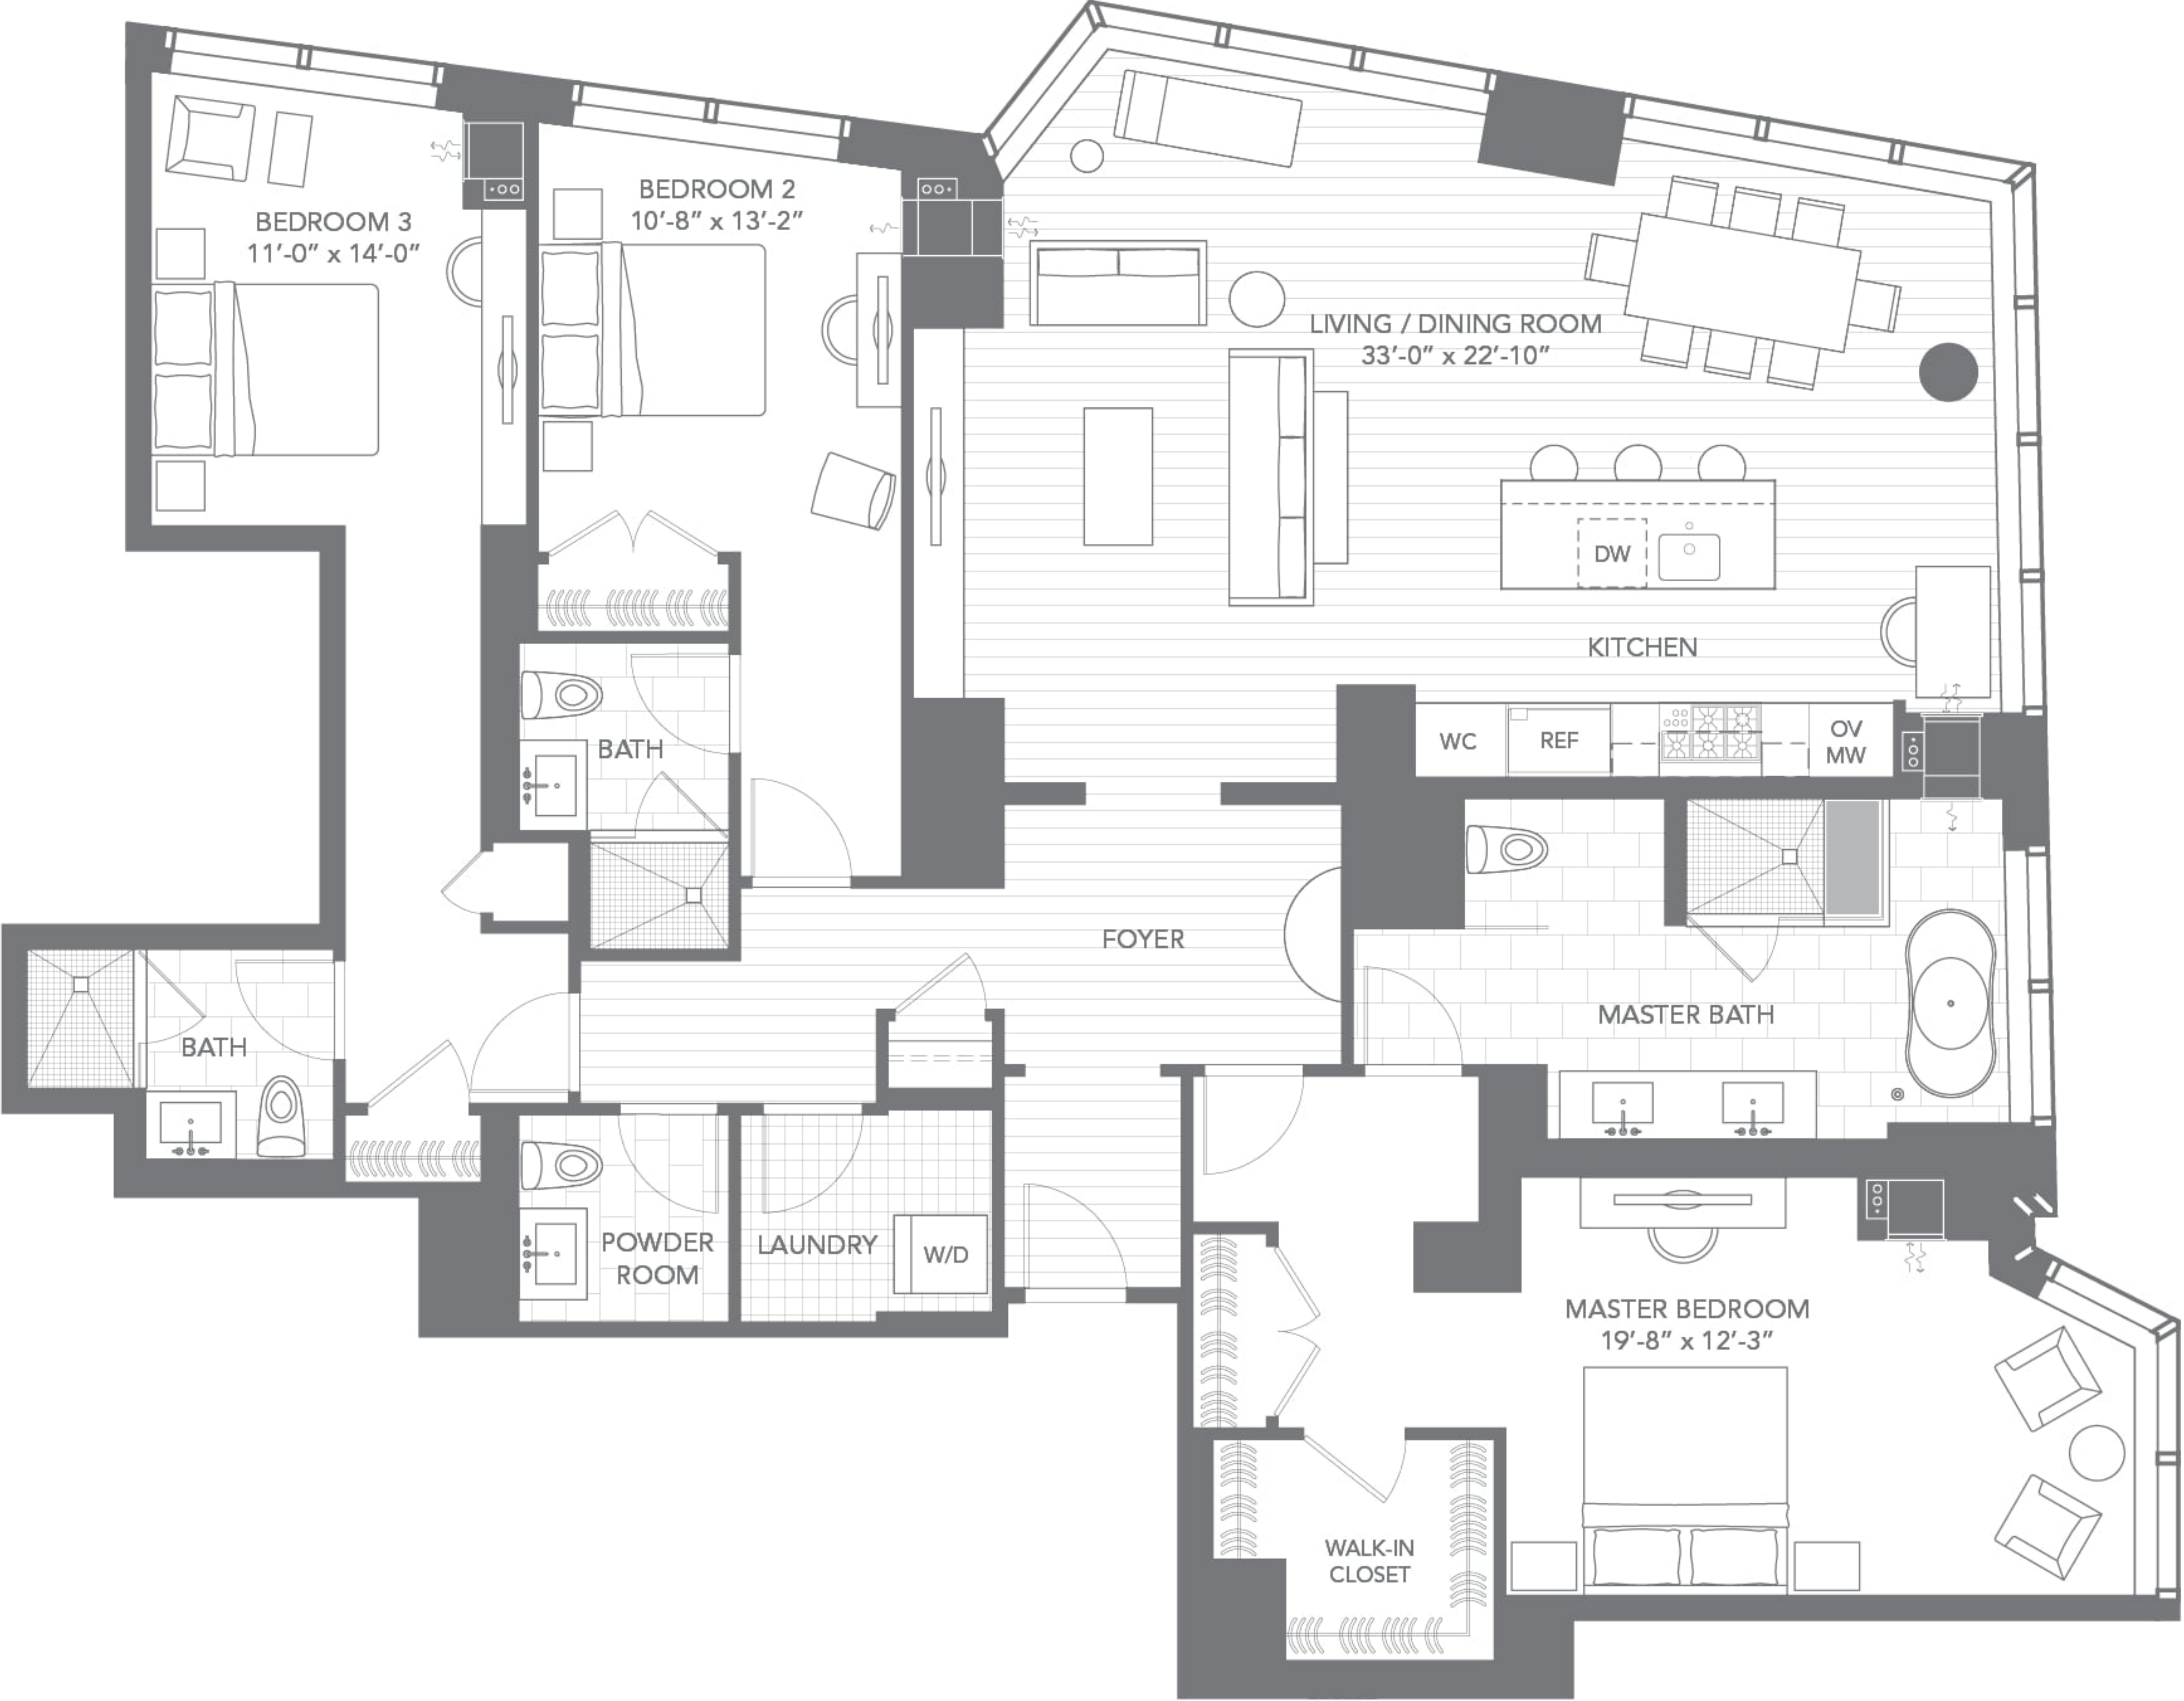 BEDROOM 3
11'-0" x 14'-0"
BEDROOM 2
10'-8" x 13'-2"
LIVING / DINING ROOM
33'-0" x 22'-10"
DW
KITCHEN
WC
REF
OV
MW
BATH
FOYER
MASTER BATH
BATH
POWDER
ROOM
LAUNDRY
W/D
MASTER BEDROOM
19'-8" x 12'-3"
WALK-IN
CLOSET